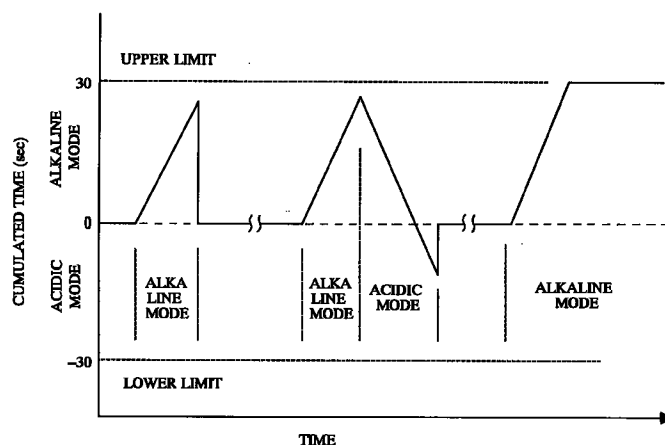 UPPER LIMIT
30
0
-30
CUMULATED TIME (sec)
ALKALINE
MODE
ACIDIC
MODE
ALKA
LINE
MODE
ALKA
LINE
MODE
ACIDIC
MODE
ALKALINE
MODE
LOWER LIMIT
TIME